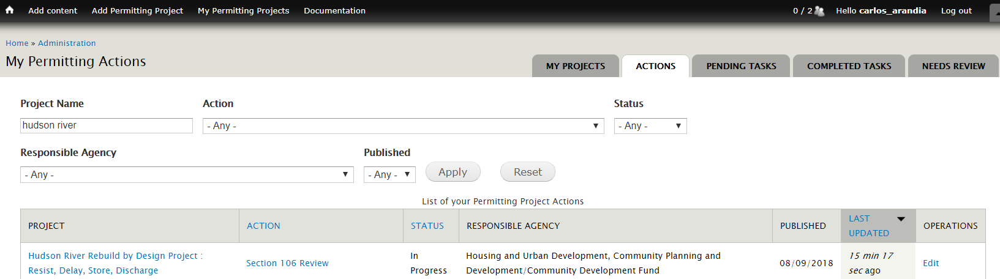 Add content Add Permitting Project My Permitting Projects Documentation 0 / 2 Hello carlos_arandia Log out
Home » Administration
My Permitting Actions
MY PROJECTS ACTIONS PENDING TASKS COMPLETED TASKS NEEDS REVIEW
Project Name Action Status
hudson river - Any - - Any -
Responsible Agency Published
- Any - - Any - Apply Reset
List of your Permitting Project Actions
PROJECT ACTION STATUS RESPONSIBLE AGENCY PUBLISHED LAST UPDATED OPERATIONS
Hudson River Rebuild by Design Project : In Housing and Urban Development, Community Planning and 15 min 17
Section 106 Review 08/09/2018 Edit
Resist, Delay, Store, Discharge Progress Development/Community Development Fund sec ago